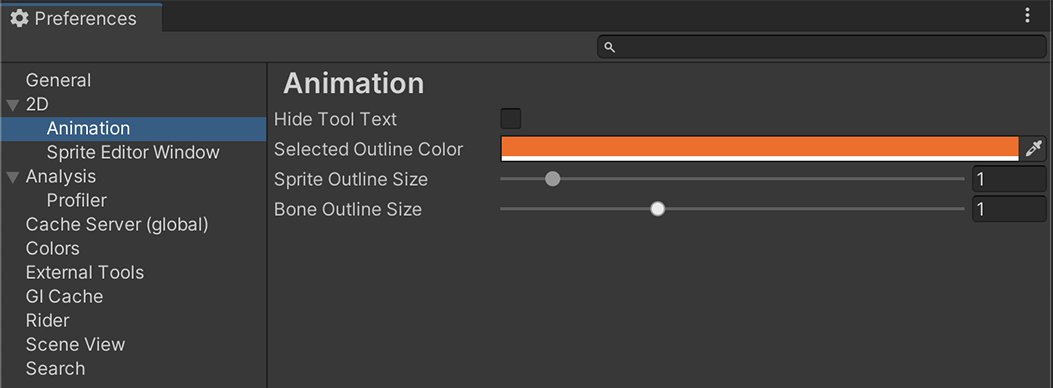 Preferences
General
2D
Animation
Sprite Editor Window
Analysis
Profiler
Cache Server (global)
Colors
External Tools
GI Cache
Rider
Scene View
Search
Animation
Hide Tool Text
Selected Outline Color
Sprite Outline Size 1
Bone Outline Size 1